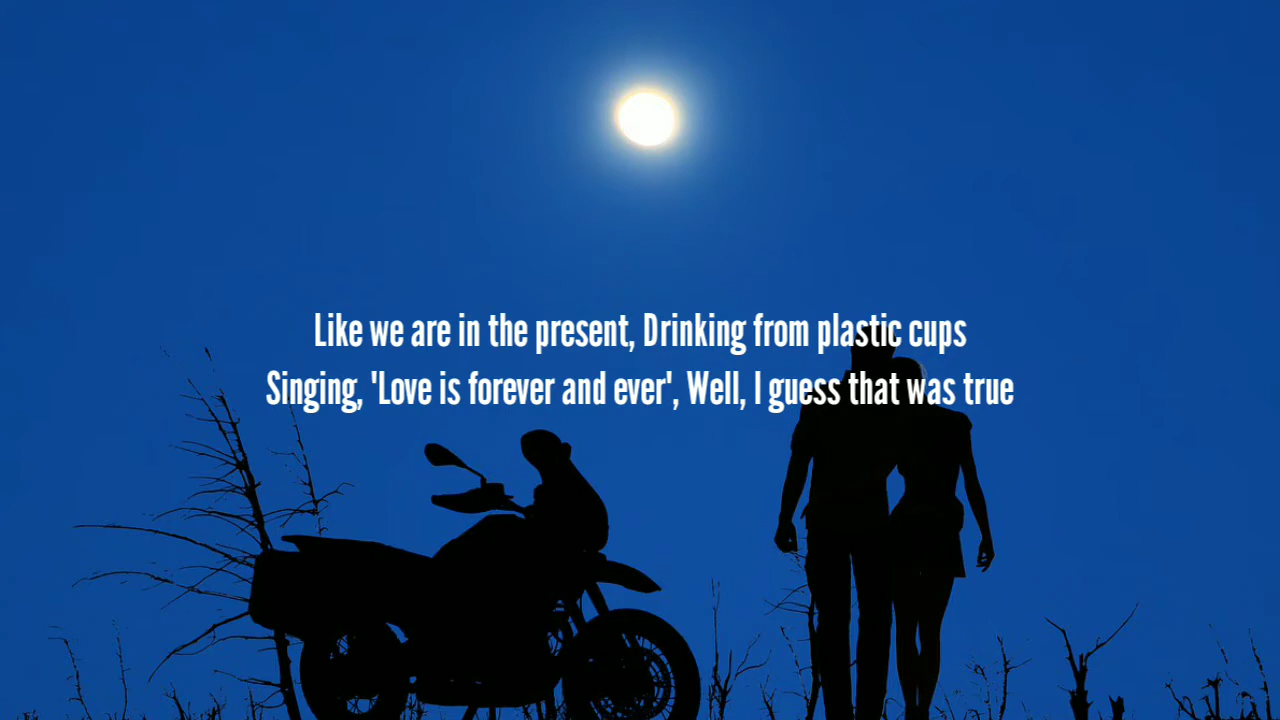 Like we are in the present, Drinking from plastic cups
Singing, 'Love is forever and ever', Well, I guess that was true